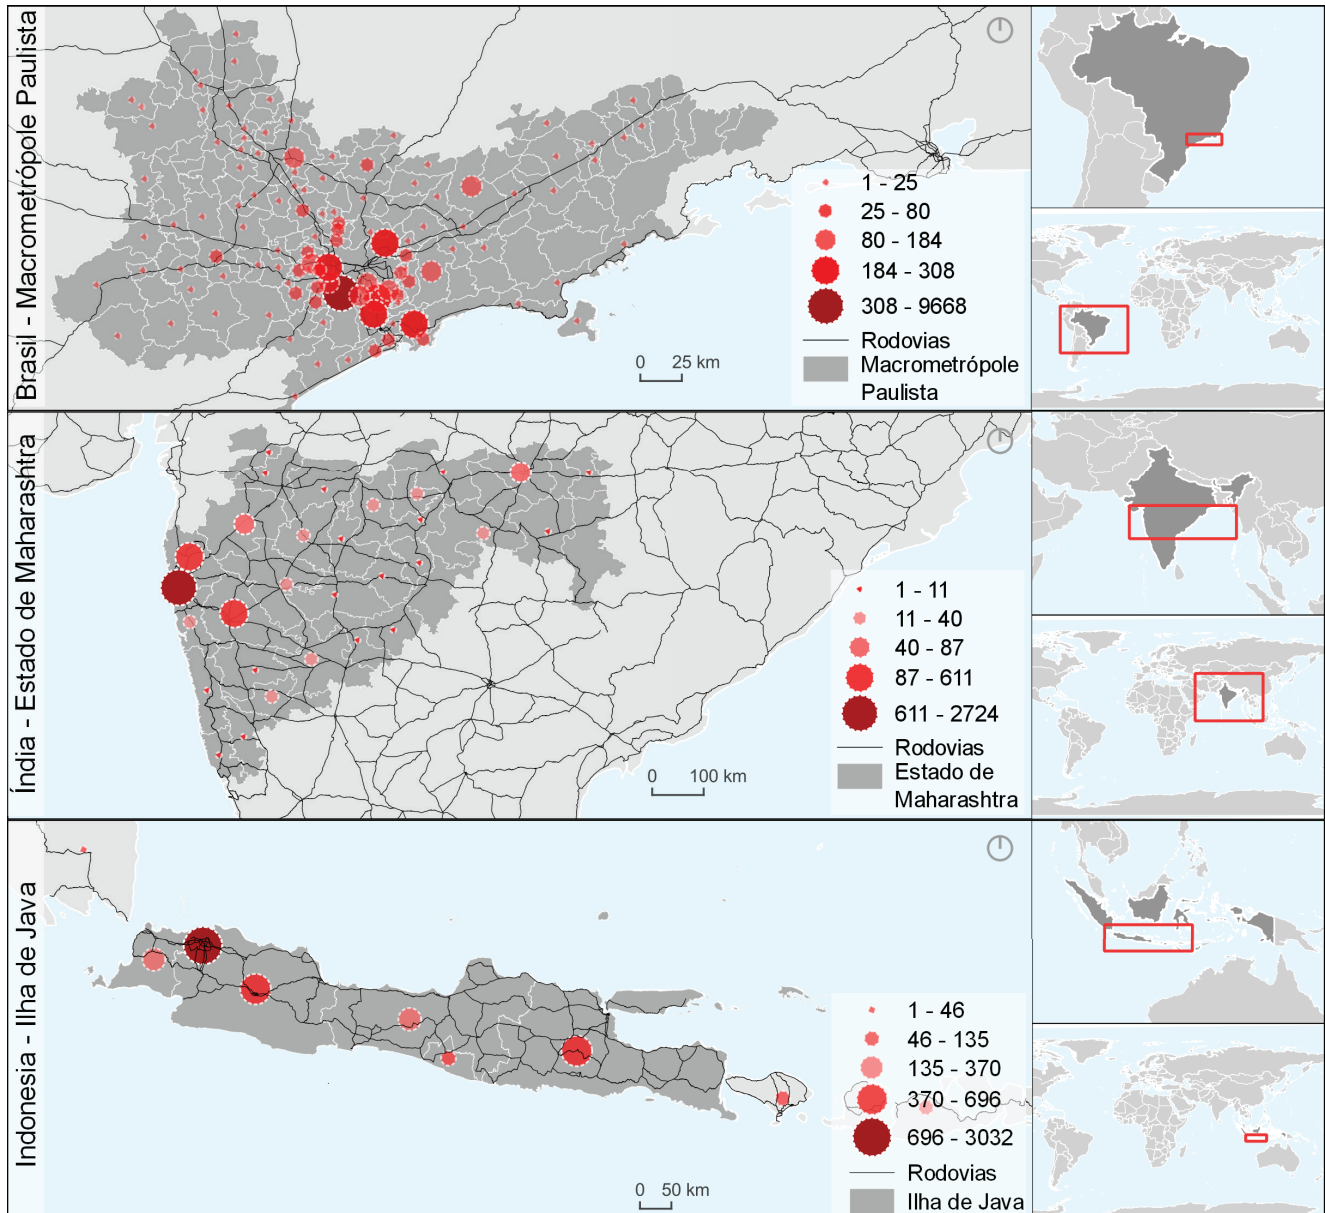 Brasil - Macrometrópole Paulista
1 - 25
25 - 80
80 - 184
184 - 308
308 - 9668
Rodovias
Macrometrópole
Paulista
0 25 km
Índia - Estado de Maharashtra
1 - 11
11 - 40
40 - 87
87 - 611
611 - 2724
Rodovias
Estado de
Maharashtra
0 100 km
Indonesia - Ilha de Java
1 - 46
46 - 135
135 - 370
370 - 696
696 - 3032
Rodovias
Ilha de Java
0 50 km